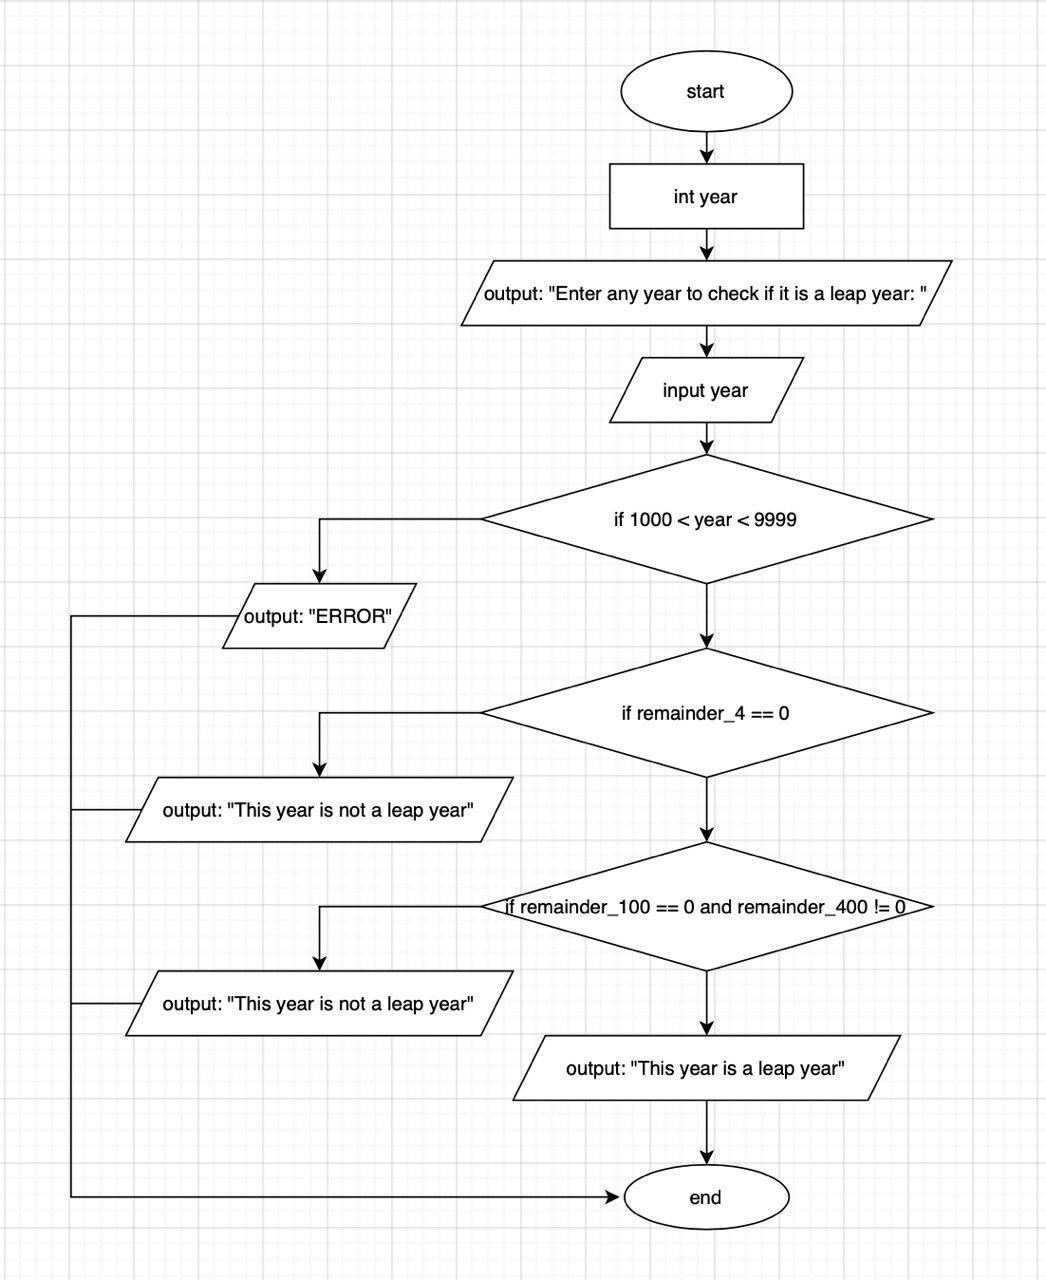 start
int year
output: "Enter any year to check if it is a leap year: "
input year
if 1000 < year < 9999
output: "ERROR"
if remainder_4 == 0
output: "This year is not a leap year"
if remainder_100 == 0 and remainder_400 != 0
output: "This year is not a leap year"
output: "This year is a leap year"
end